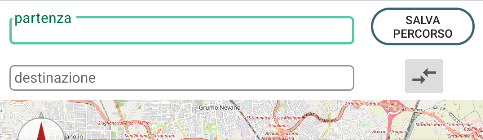 partenza
SALVA
PERCORSO
destinazione
Grumo Nevano